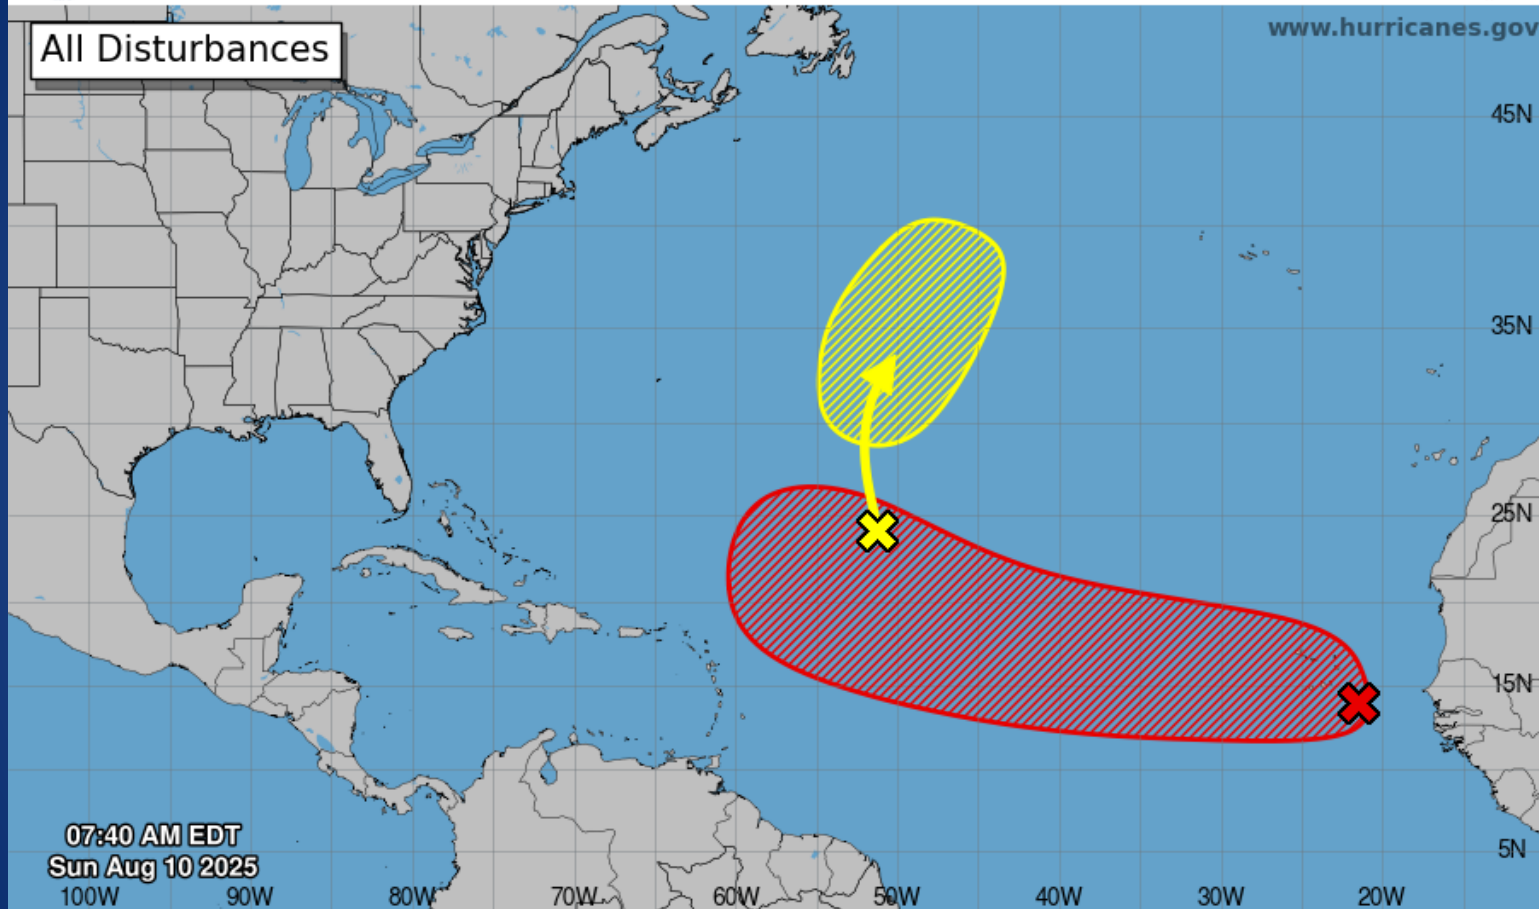 All Disturbances
www.hurricanes.gov
45N
35N
25N
15N
5N
07:40 AM EDT
Sun Aug 10 2025
100W 90W 80W 70W 60W 50W 40W 30W 20W